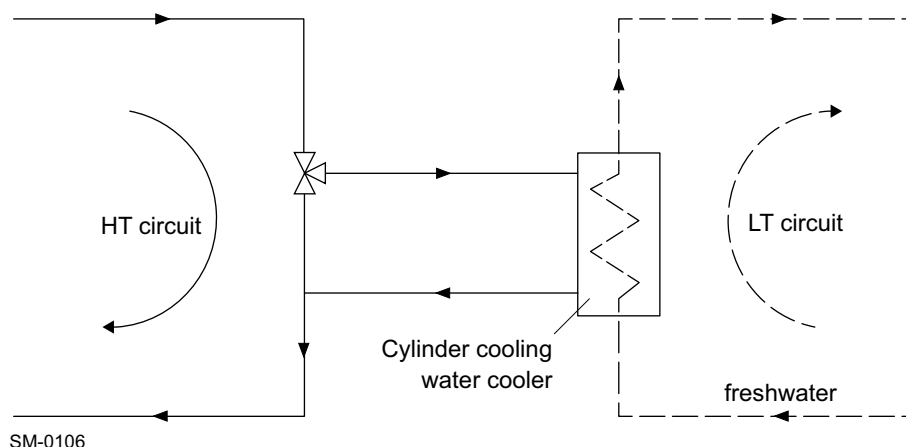 HT circuit
LT circuit
Cylinder cooling
water cooler
freshwater
SM-0106